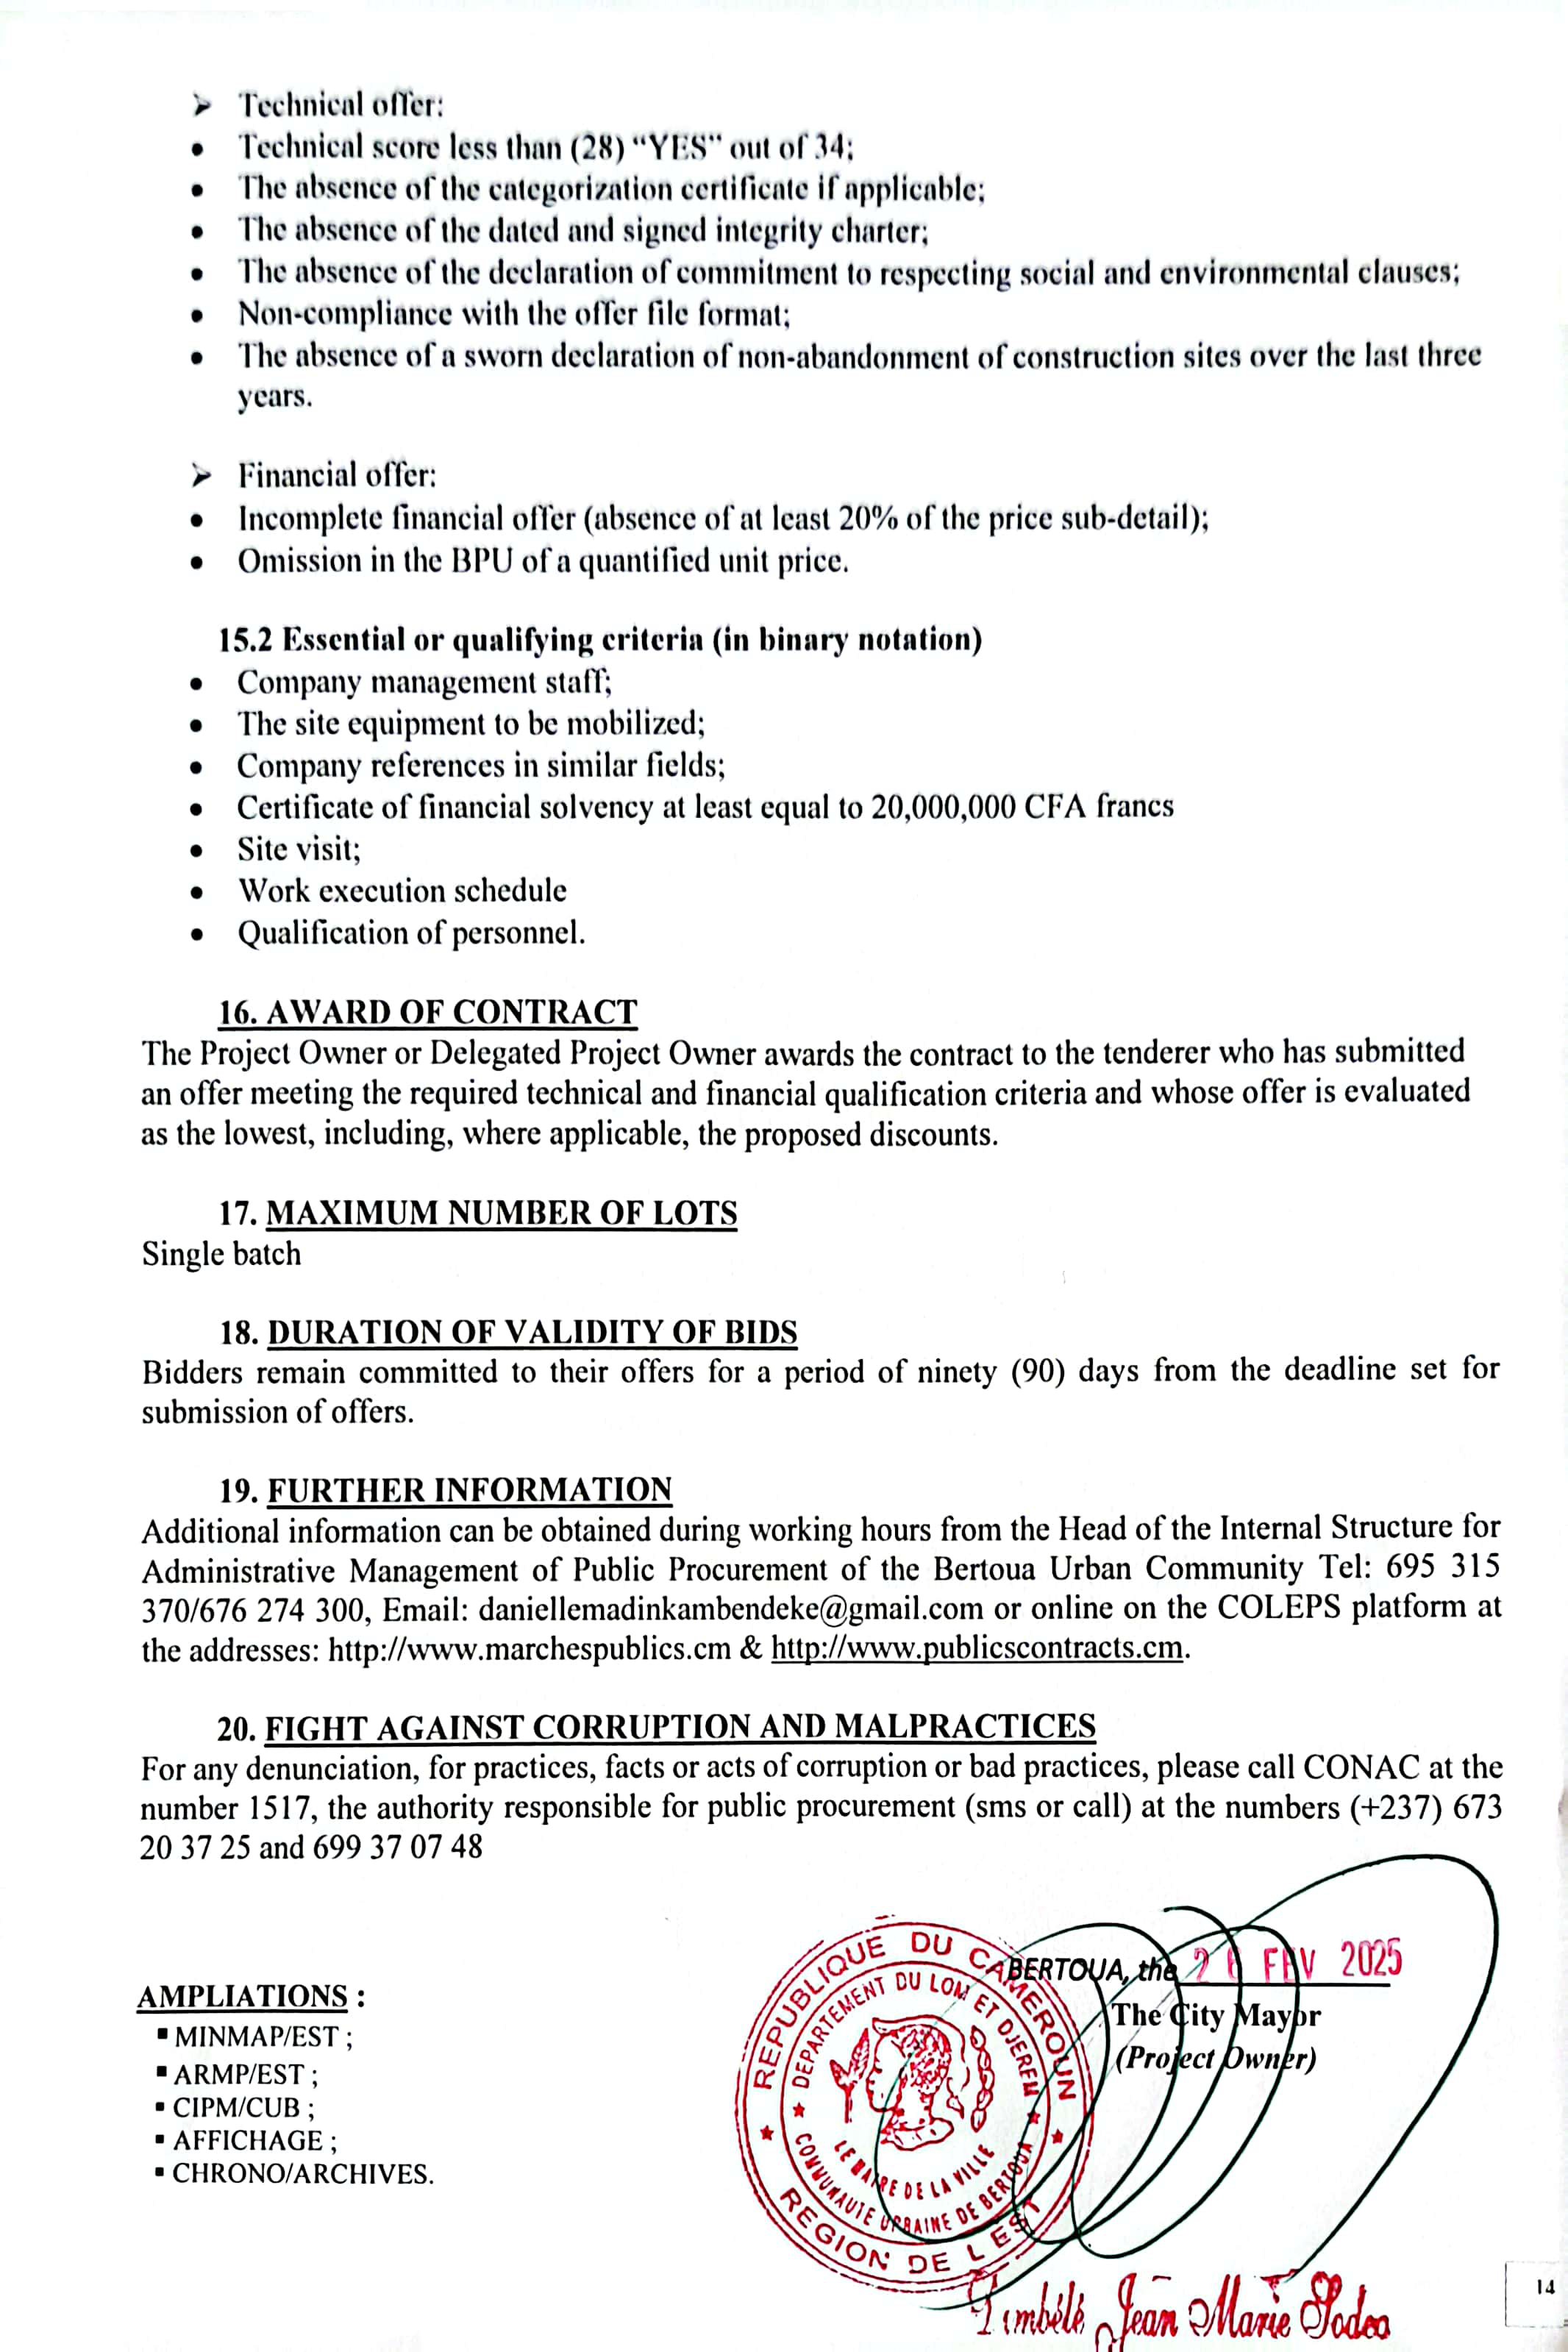 ➤ Technical offer:
• Technical score less than (28) “YES” out of 34;
• The absence of the categorization certificate if applicable;
• The absence of the dated and signed integrity charter;
• The absence of the declaration of commitment to respecting social and environmental clauses;
• Non-compliance with the offer file format;
• The absence of a sworn declaration of non-abandonment of construction sites over the last three
years.
➤ Financial offer:
• Incomplete financial offer (absence of at least 20% of the price sub-detail);
• Omission in the BPU of a quantified unit price.
15.2 Essential or qualifying criteria (in binary notation)
• Company management staff;
• The site equipment to be mobilized;
• Company references in similar fields;
• Certificate of financial solvency at least equal to 20,000,000 CFA francs
• Site visit;
• Work execution schedule
• Qualification of personnel.
16. AWARD OF CONTRACT
The Project Owner or Delegated Project Owner awards the contract to the tenderer who has submitted
an offer meeting the required technical and financial qualification criteria and whose offer is evaluated
as the lowest, including, where applicable, the proposed discounts.
17. MAXIMUM NUMBER OF LOTS
Single batch
18. DURATION OF VALIDITY OF BIDS
Bidders remain committed to their offers for a period of ninety (90) days from the deadline set for
submission of offers.
19. FURTHER INFORMATION
Additional information can be obtained during working hours from the Head of the Internal Structure for
Administrative Management of Public Procurement of the Bertoua Urban Community Tel: 695 315
370/676 274 300, Email: daniellemadinkambendeke@gmail.com or online on the COLEPS platform at
the addresses: http://www.marchespublics.cm & http://www.publicscontracts.cm.
20. FIGHT AGAINST CORRUPTION AND MALPRACTICES
For any denunciation, for practices, facts or acts of corruption or bad practices, please call CONAC at the
number 1517, the authority responsible for public procurement (sms or call) at the numbers (+237) 673
20 37 25 and 699 37 07 48
BERTOUA, the FEV 2025
The City Mayor
(Project Owner)
REPUBLIQUE DU CAMEROUN
DEPARTEMENT DU LOM ET DJEREM
LE MAIRE DE LA VILLE
COMMUNAUTE URBAINE DE BERTOUA
REGION DE L'EST
AMPLIATIONS :
▪ MINMAP/EST ;
▪ ARMP/EST ;
▪ CIPM/CUB ;
▪ AFFICHAGE ;
▪ CHRONO/ARCHIVES.
Jean Marie
14